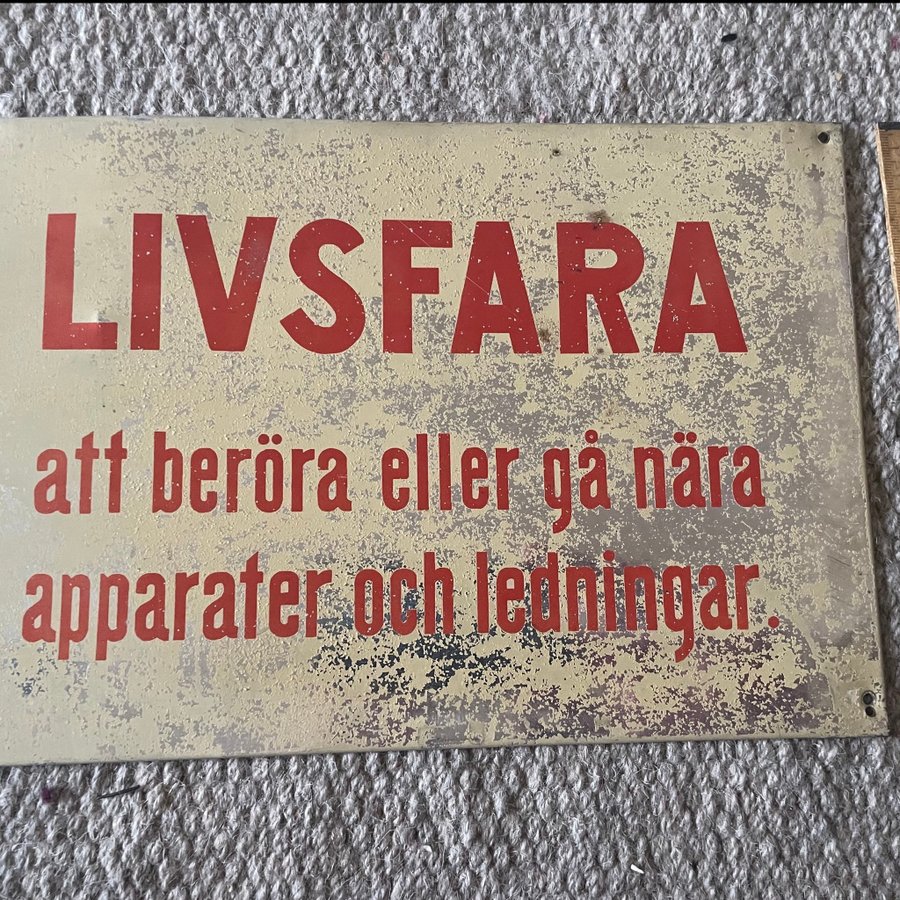 LIVSFARA
att beröra eller gå nära
apparater och ledningar.